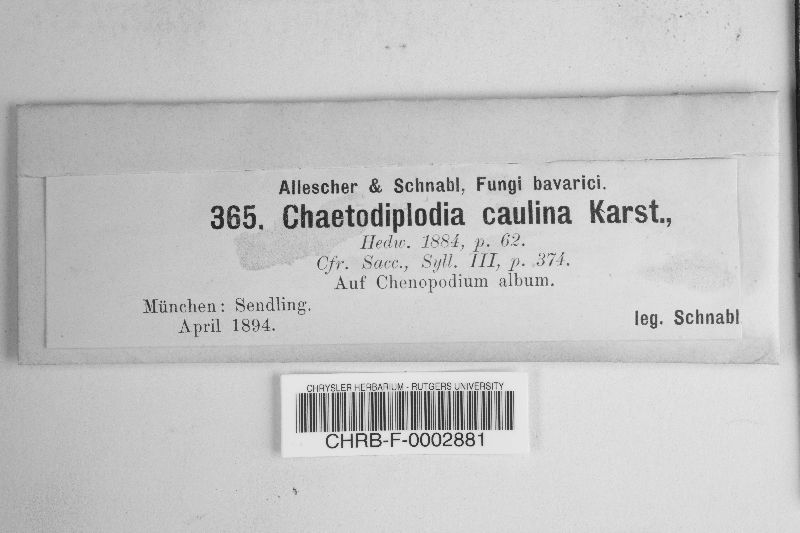 Allescher & Schnabl, Fungi bavarici.
365. Chaetodiplodia caulina Karst.,
Hedw. 1884, p. 62.
Cfr. Sacc., Syll. III, p. 374.
Auf Chenopodium album.
München: Sendling.
April 1894.
leg. Schnabl
CHRYSLER HERBARIUM - RUTGERS UNIVERSITY
CHRB-F-0002881